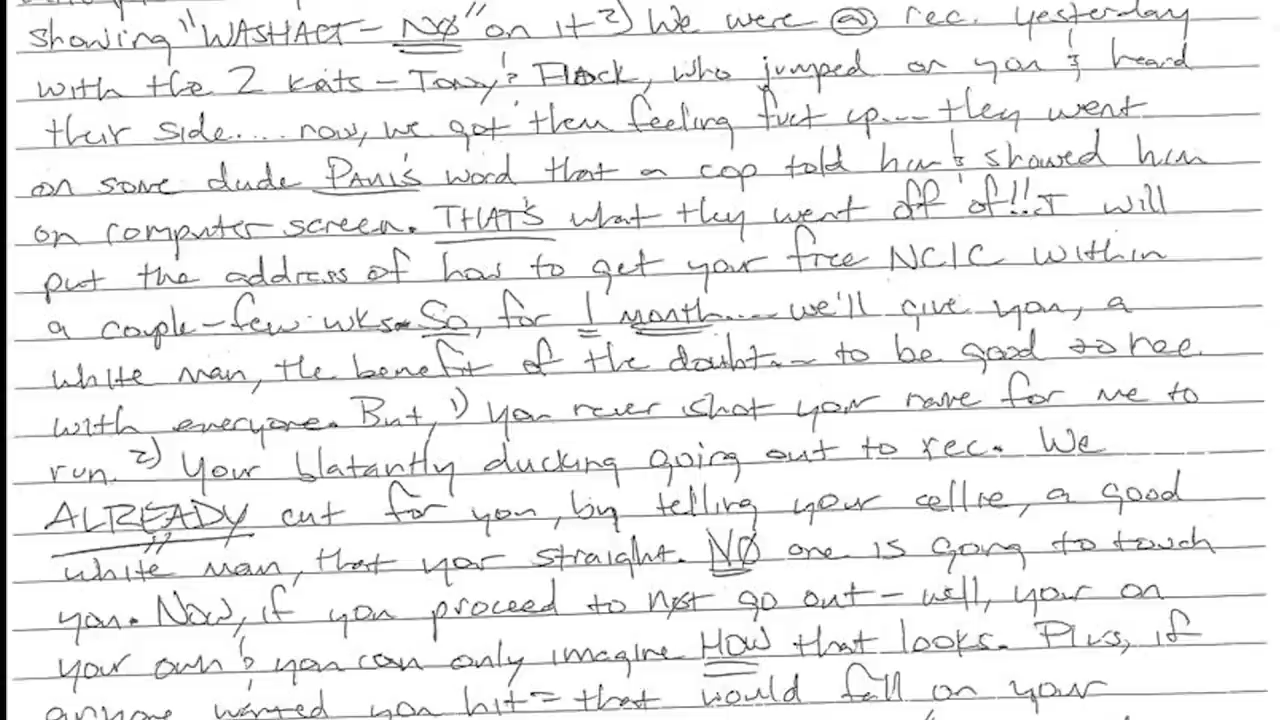 showing "WASHACT - NO" on it 2) We were @ rec. yesterday
with the 2 kats - Tony & Flack, who jumped on you & heard
their side.... now, we got them feeling fuct up... they went
on some dude Paul's word that a cop told him & showed him
on computer screen. THAT'S what they went off of!! I will
put the address of how to get your free NCIC within
a couple-few wks. So, for 1 month.... we'll give you, a
white man, the benefit of the doubt... to be good to
with everyone. But, 1) you never shot your name for me to
run. 2) Your blatantly ducking going out to rec. We
ALREADY cut for you, by telling your cellie, a good
white man, that your straight. NO one is going to touch
you. Now, if you proceed to not go out - well, your on
your own & you can only imagine HOW that looks. Plus, if
anyone wanted you hit = that would fall on your